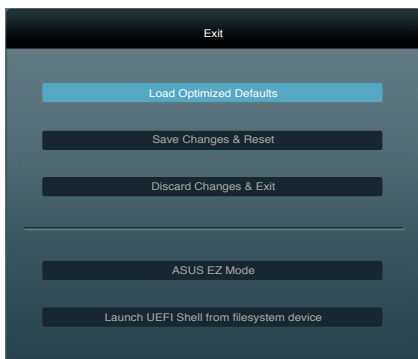 Exit
Load Optimized Defaults
Save Changes & Reset
Discard Changes & Exit
ASUS EZ Mode
Launch UEFI Shell from filesystem device